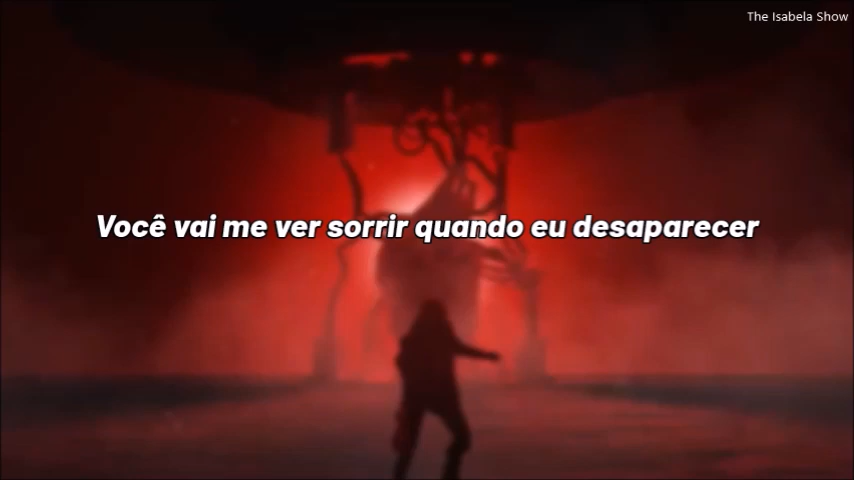 The Isabela Show
Você vai me ver sorrir quando eu desaparecer